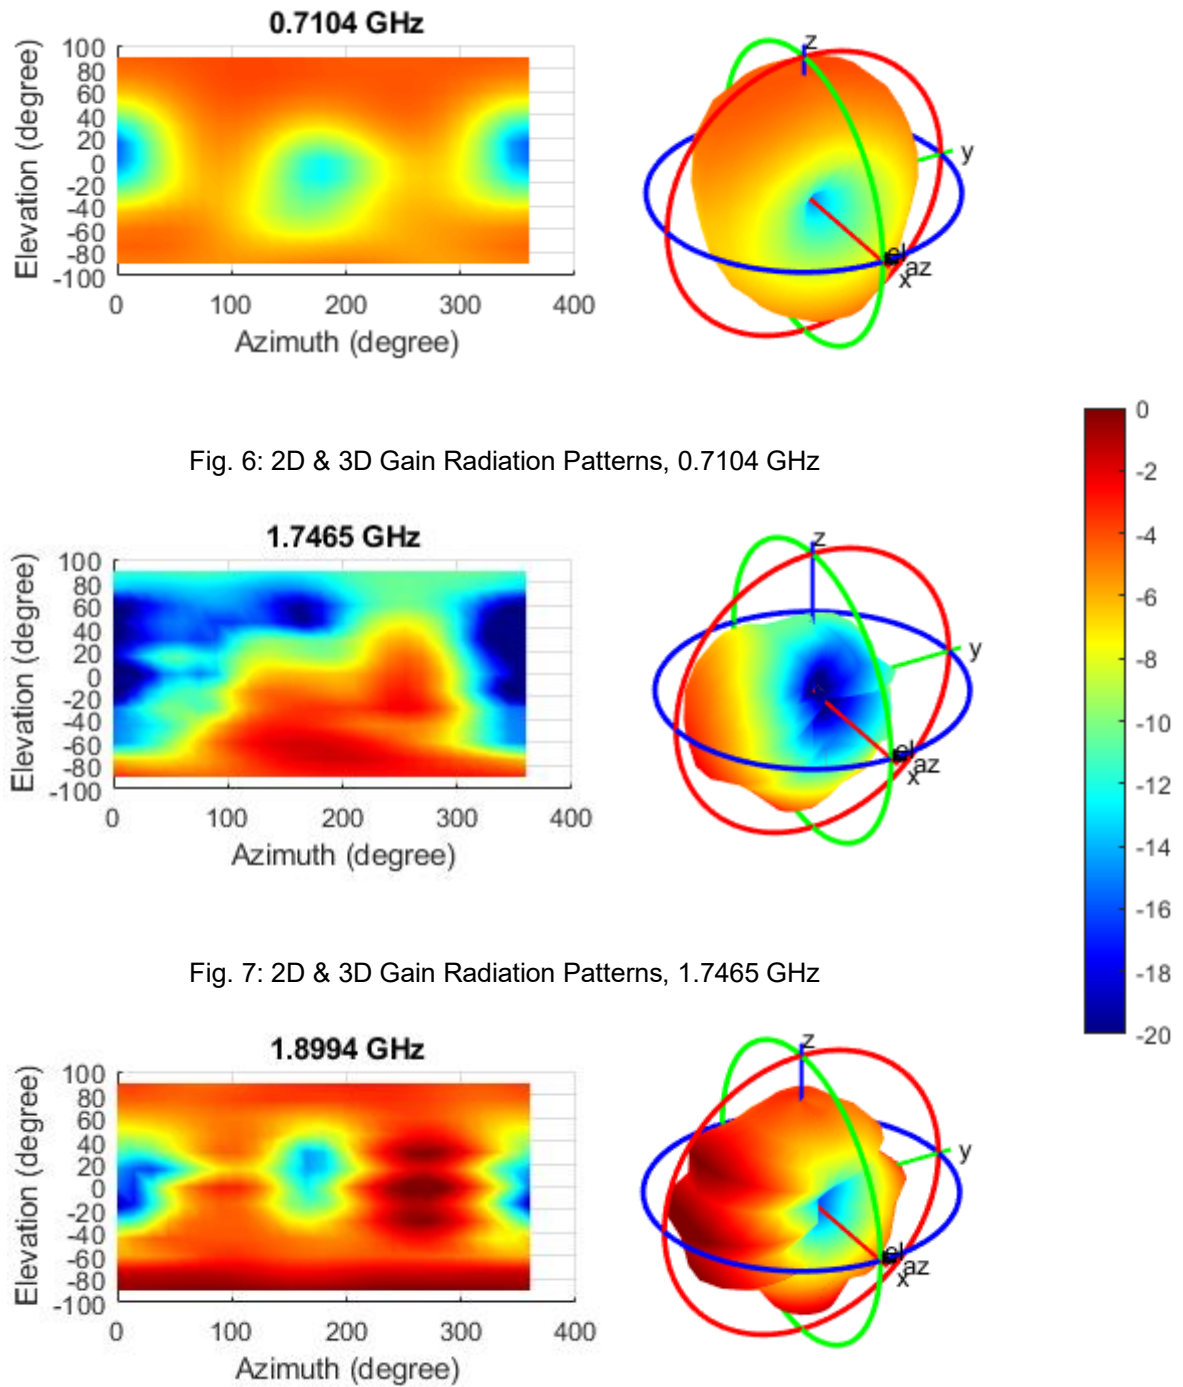 0.7104 GHz
100
80
60
40
20
0
-20
-40
-60
-80
-100
Elevation (degree)
0 100 200 300 400
Azimuth (degree)
z
y
el
az
x
Fig. 6: 2D & 3D Gain Radiation Patterns, 0.7104 GHz
0
-2
-4
-6
-8
-10
-12
-14
-16
-18
-20
1.7465 GHz
100
80
60
40
20
0
-20
-40
-60
-80
-100
Elevation (degree)
0 100 200 300 400
Azimuth (degree)
z
y
el
az
x
Fig. 7: 2D & 3D Gain Radiation Patterns, 1.7465 GHz
1.8994 GHz
100
80
60
40
20
0
-20
-40
-60
-80
-100
Elevation (degree)
0 100 200 300 400
Azimuth (degree)
z
y
el
az
x